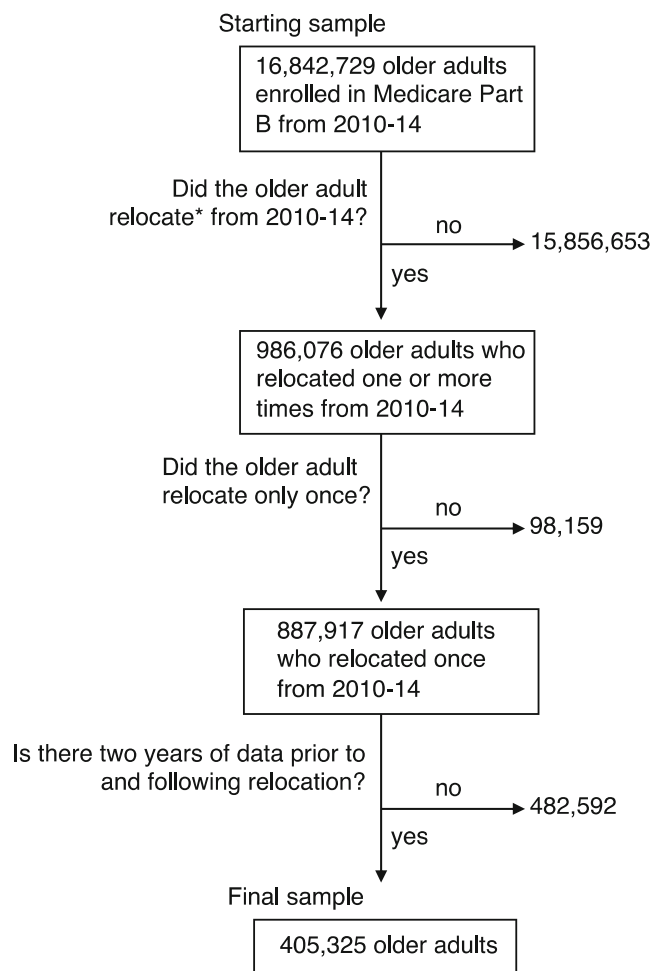 Starting sample
16,842,729 older adults
enrolled in Medicare Part
B from 2010-14
Did the older adult
relocate* from 2010-14?
no
15,856,653
yes
986,076 older adults who
relocated one or more
times from 2010-14
Did the older adult
relocate only once?
no
98,159
yes
887,917 older adults
who relocated once
from 2010-14
Is there two years of data prior to
and following relocation?
no
482,592
yes
Final sample
405,325 older adults